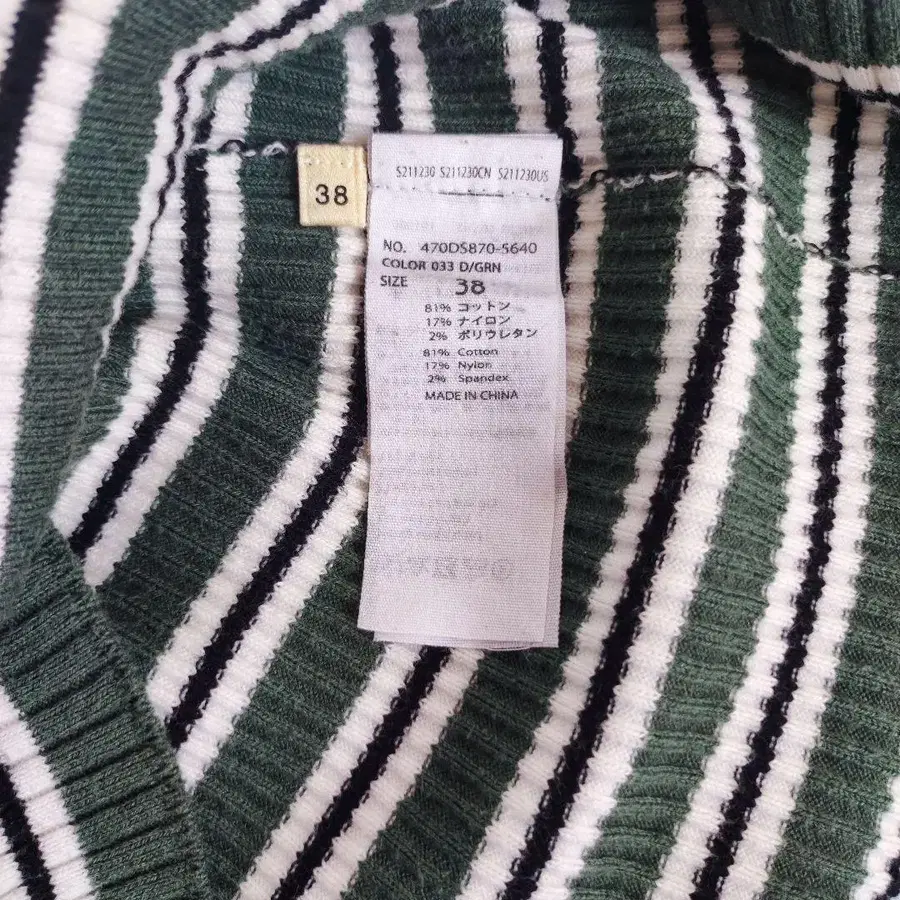 38
S211230 S211230CN S211230US
NO. 470DS870-5640
COLOR 033 D/GRN
SIZE 38
81% コットン
17% ナイロン
2% ポリウレタン
81% Cotton
17% Nylon
2% Spandex
MADE IN CHINA